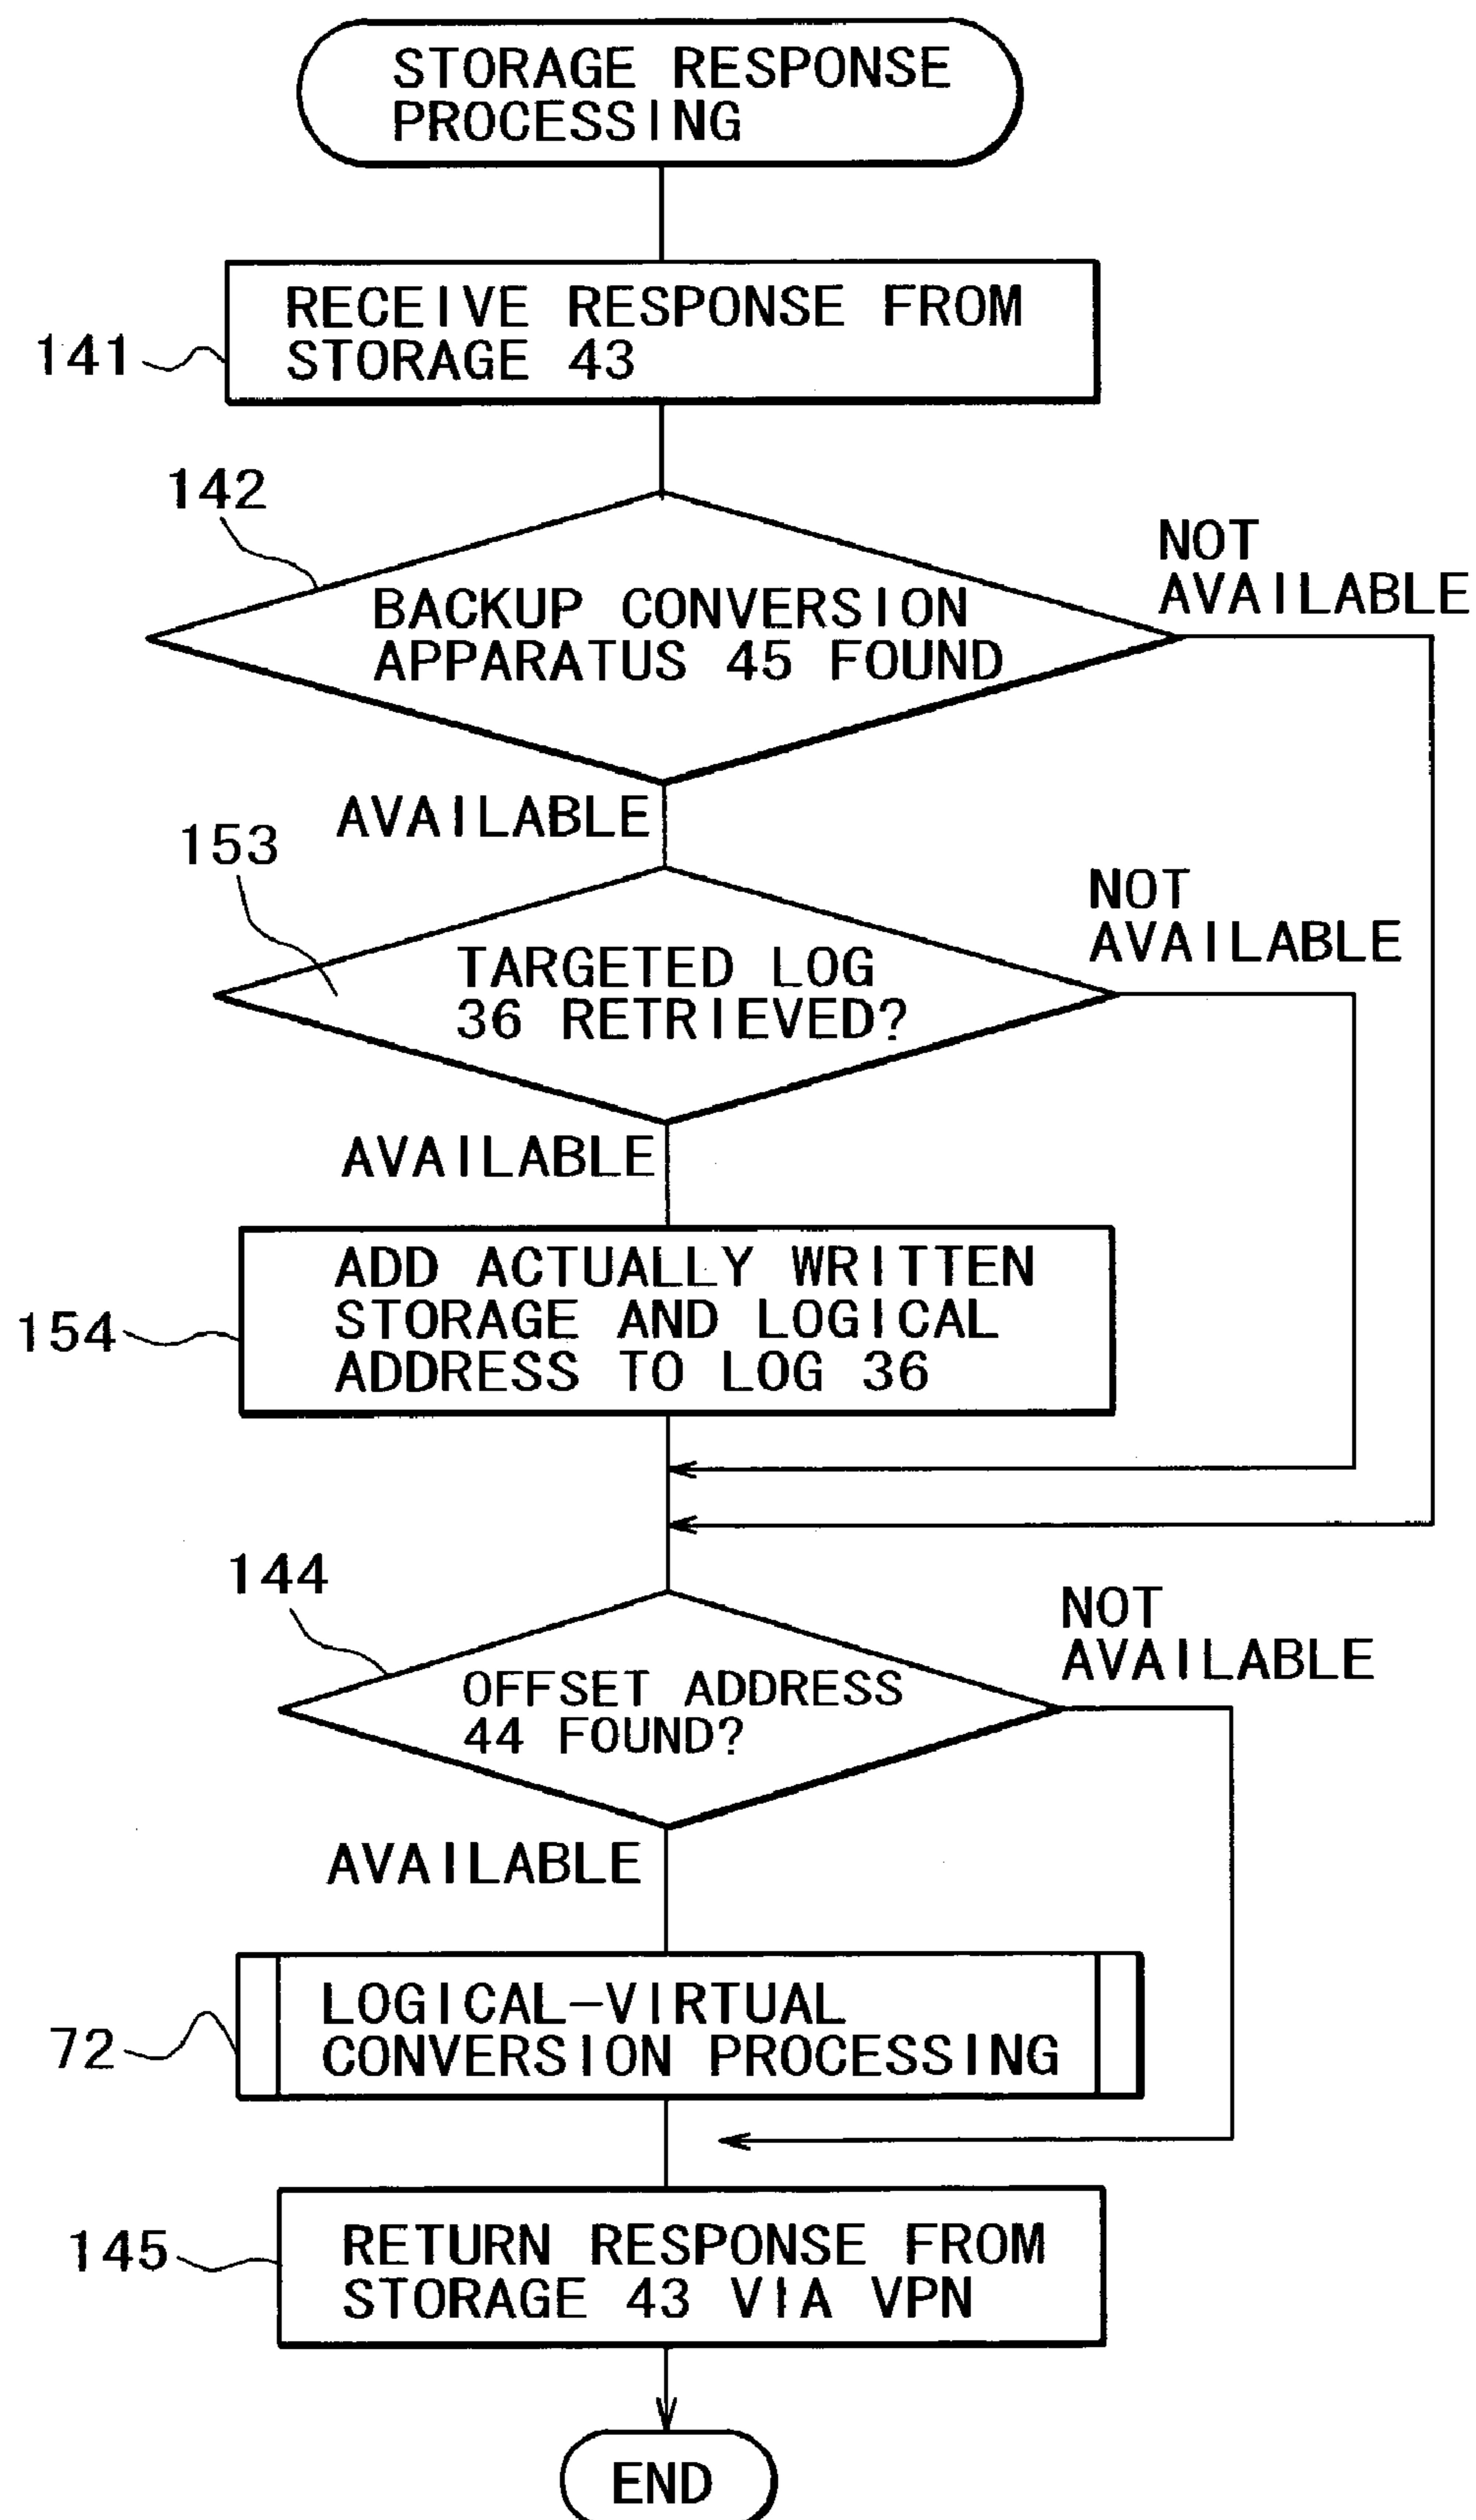 STORAGE RESPONSE
PROCESSING
RECEIVE RESPONSE FROM
STORAGE 43
141
142
NOT
AVAILABLE
BACKUP CONVERSION
APPARATUS 45 FOUND
AVAILABLE
153
NOT
AVAILABLE
TARGETED LOG
36 RETRIEVED?
AVAILABLE
ADD ACTUALLY WRITTEN
STORAGE AND LOGICAL
ADDRESS TO LOG 36
154
144
NOT
AVAILABLE
OFFSET ADDRESS
44 FOUND?
AVAILABLE
LOGICAL-VIRTUAL
CONVERSION PROCESSING
72
RETURN RESPONSE FROM
STORAGE 43 VIA VPN
145
END